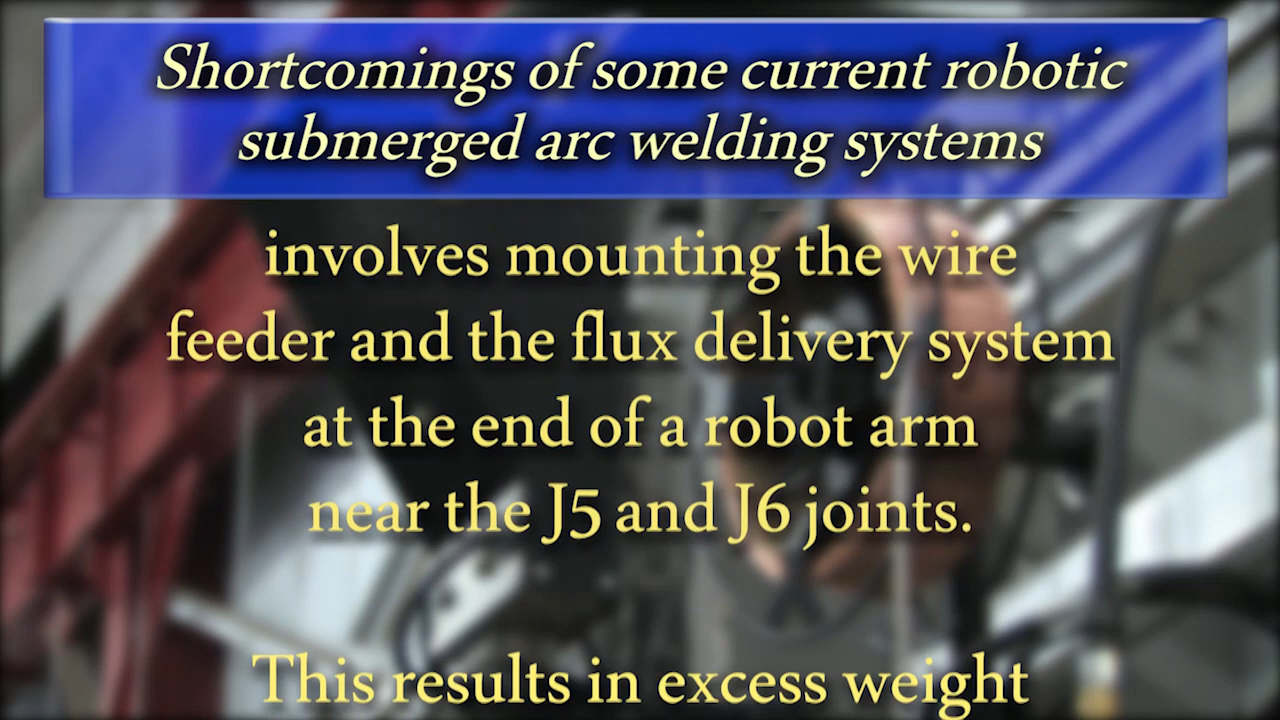 Shortcomings of some current robotic
submerged arc welding systems
involves mounting the wire
feeder and the flux delivery system
at the end of a robot arm
near the J5 and J6 joints.
This results in excess weight